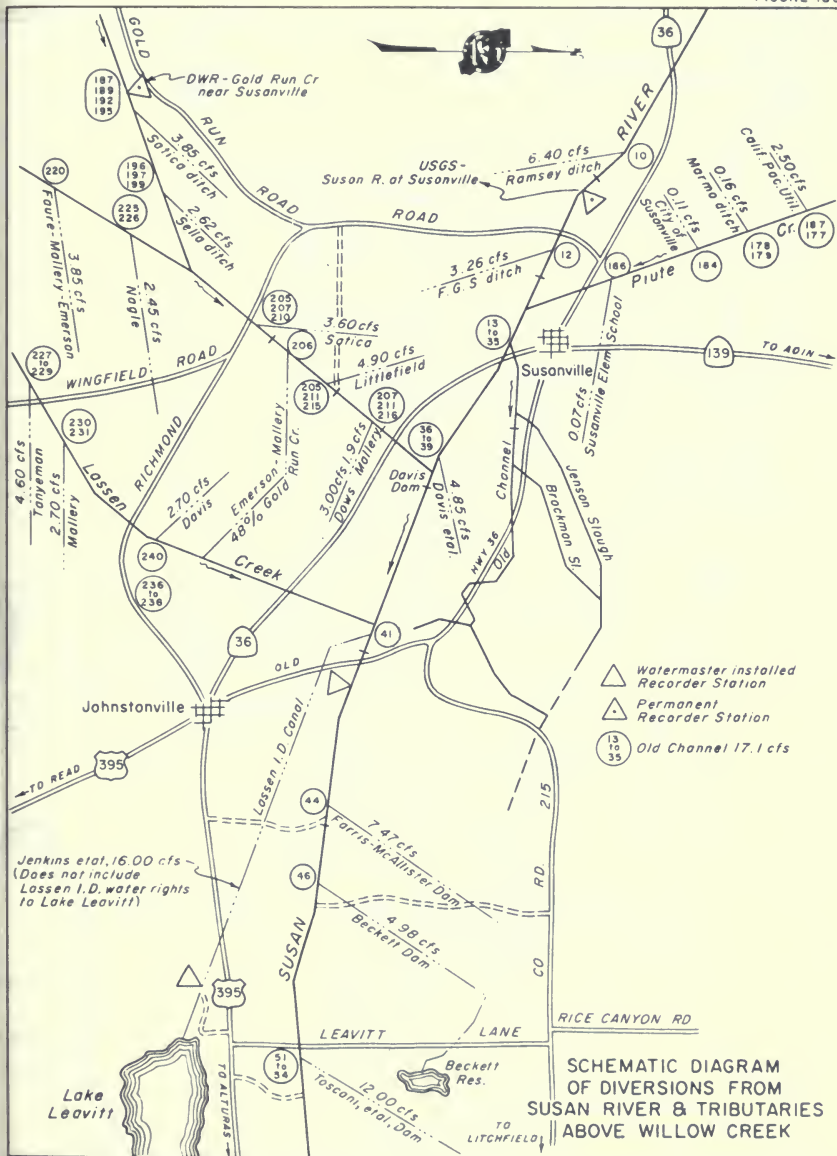 GOLD
RUN
ROAD
ROAD
DWR-Gold Run Cr
near Susanville
187
189
192
195
3.85 cfs
Satica ditch
196
197
199
2.62 cfs
Sella ditch
220
225
226
Faure-Mallery-Emerson
3.85 cfs
2.45 cfs
Nagle
36
RIVER
USGS-
Susan R. at Susanville
6.40 cfs
Ramsey ditch
10
12
3.26 cfs
F.G.S ditch
2.50 cfs
Calif. Pac. Util.
0.16 cfs
Marmo ditch
0.11 cfs
City of
Susanville
187
177
178
179
184
186
Piute
Cr.
0.07 cfs
Susanville Elem. School
13
to
35
Susanville
139
TO ADIN
205
207
210
3.60 cfs
Satica
206
4.90 cfs
Littlefield
205
211
215
207
211
216
36
to
39
Davis
Dam
4.85 cfs
Davis etal.
1.9 cfs
Mallery
3.00 cfs
Dows
Emerson-Mallery
48% Gold Run Cr.
227
to
229
WINGFIELD
ROAD
RICHMOND
230
231
4.60 cfs
Tanyeman
2.70 cfs
Mallery
Lassen
Creek
2.70 cfs
Davis
240
236
to
238
Channel
Old
HWY 36
Jenson Slough
Brockman Sl.
36
41
OLD
Johnstonville
395
TO READ
Lassen I.D. Canal
Watermaster installed
Recorder Station
Permanent
Recorder Station
13
to
35
Old Channel 17.1 cfs
215
RD.
CO
44
7.47 cfs
Farris-McAllister Dam
46
4.98 cfs
Beckett Dam
Jenkins etal, 16.00 cfs
(Does not include
Lassen I.D. water rights
to Lake Leavitt)
SUSAN
395
LEAVITT
LANE
RICE CANYON RD
51
to
54
12.00 cfs
Toscani, etal, Dam
Beckett
Res.
Lake
Leavitt
TO ALTURAS
TO
LITCHFIELD
SCHEMATIC DIAGRAM
OF DIVERSIONS FROM
SUSAN RIVER & TRIBUTARIES
ABOVE WILLOW CREEK